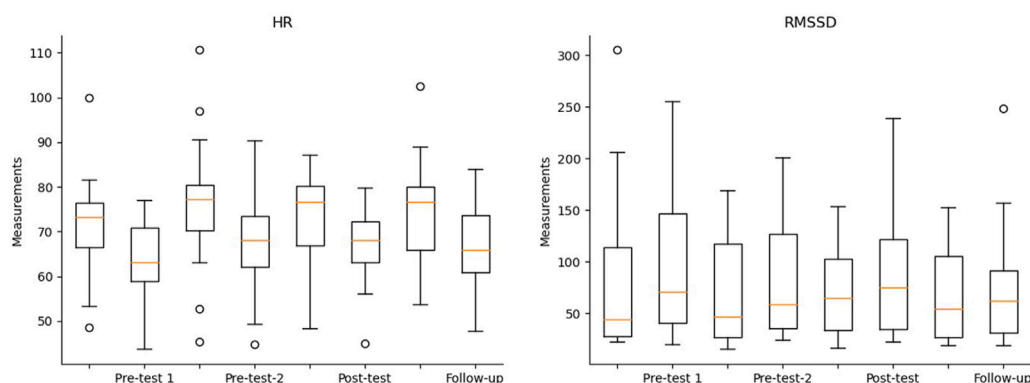 HR
110
100
90
80
70
60
50
Measurements
Pre-test 1
Pre-test-2
Post-test
Follow-up
RMSSD
300
250
200
150
100
50
Measurements
Pre-test 1
Pre-test-2
Post-test
Follow-up